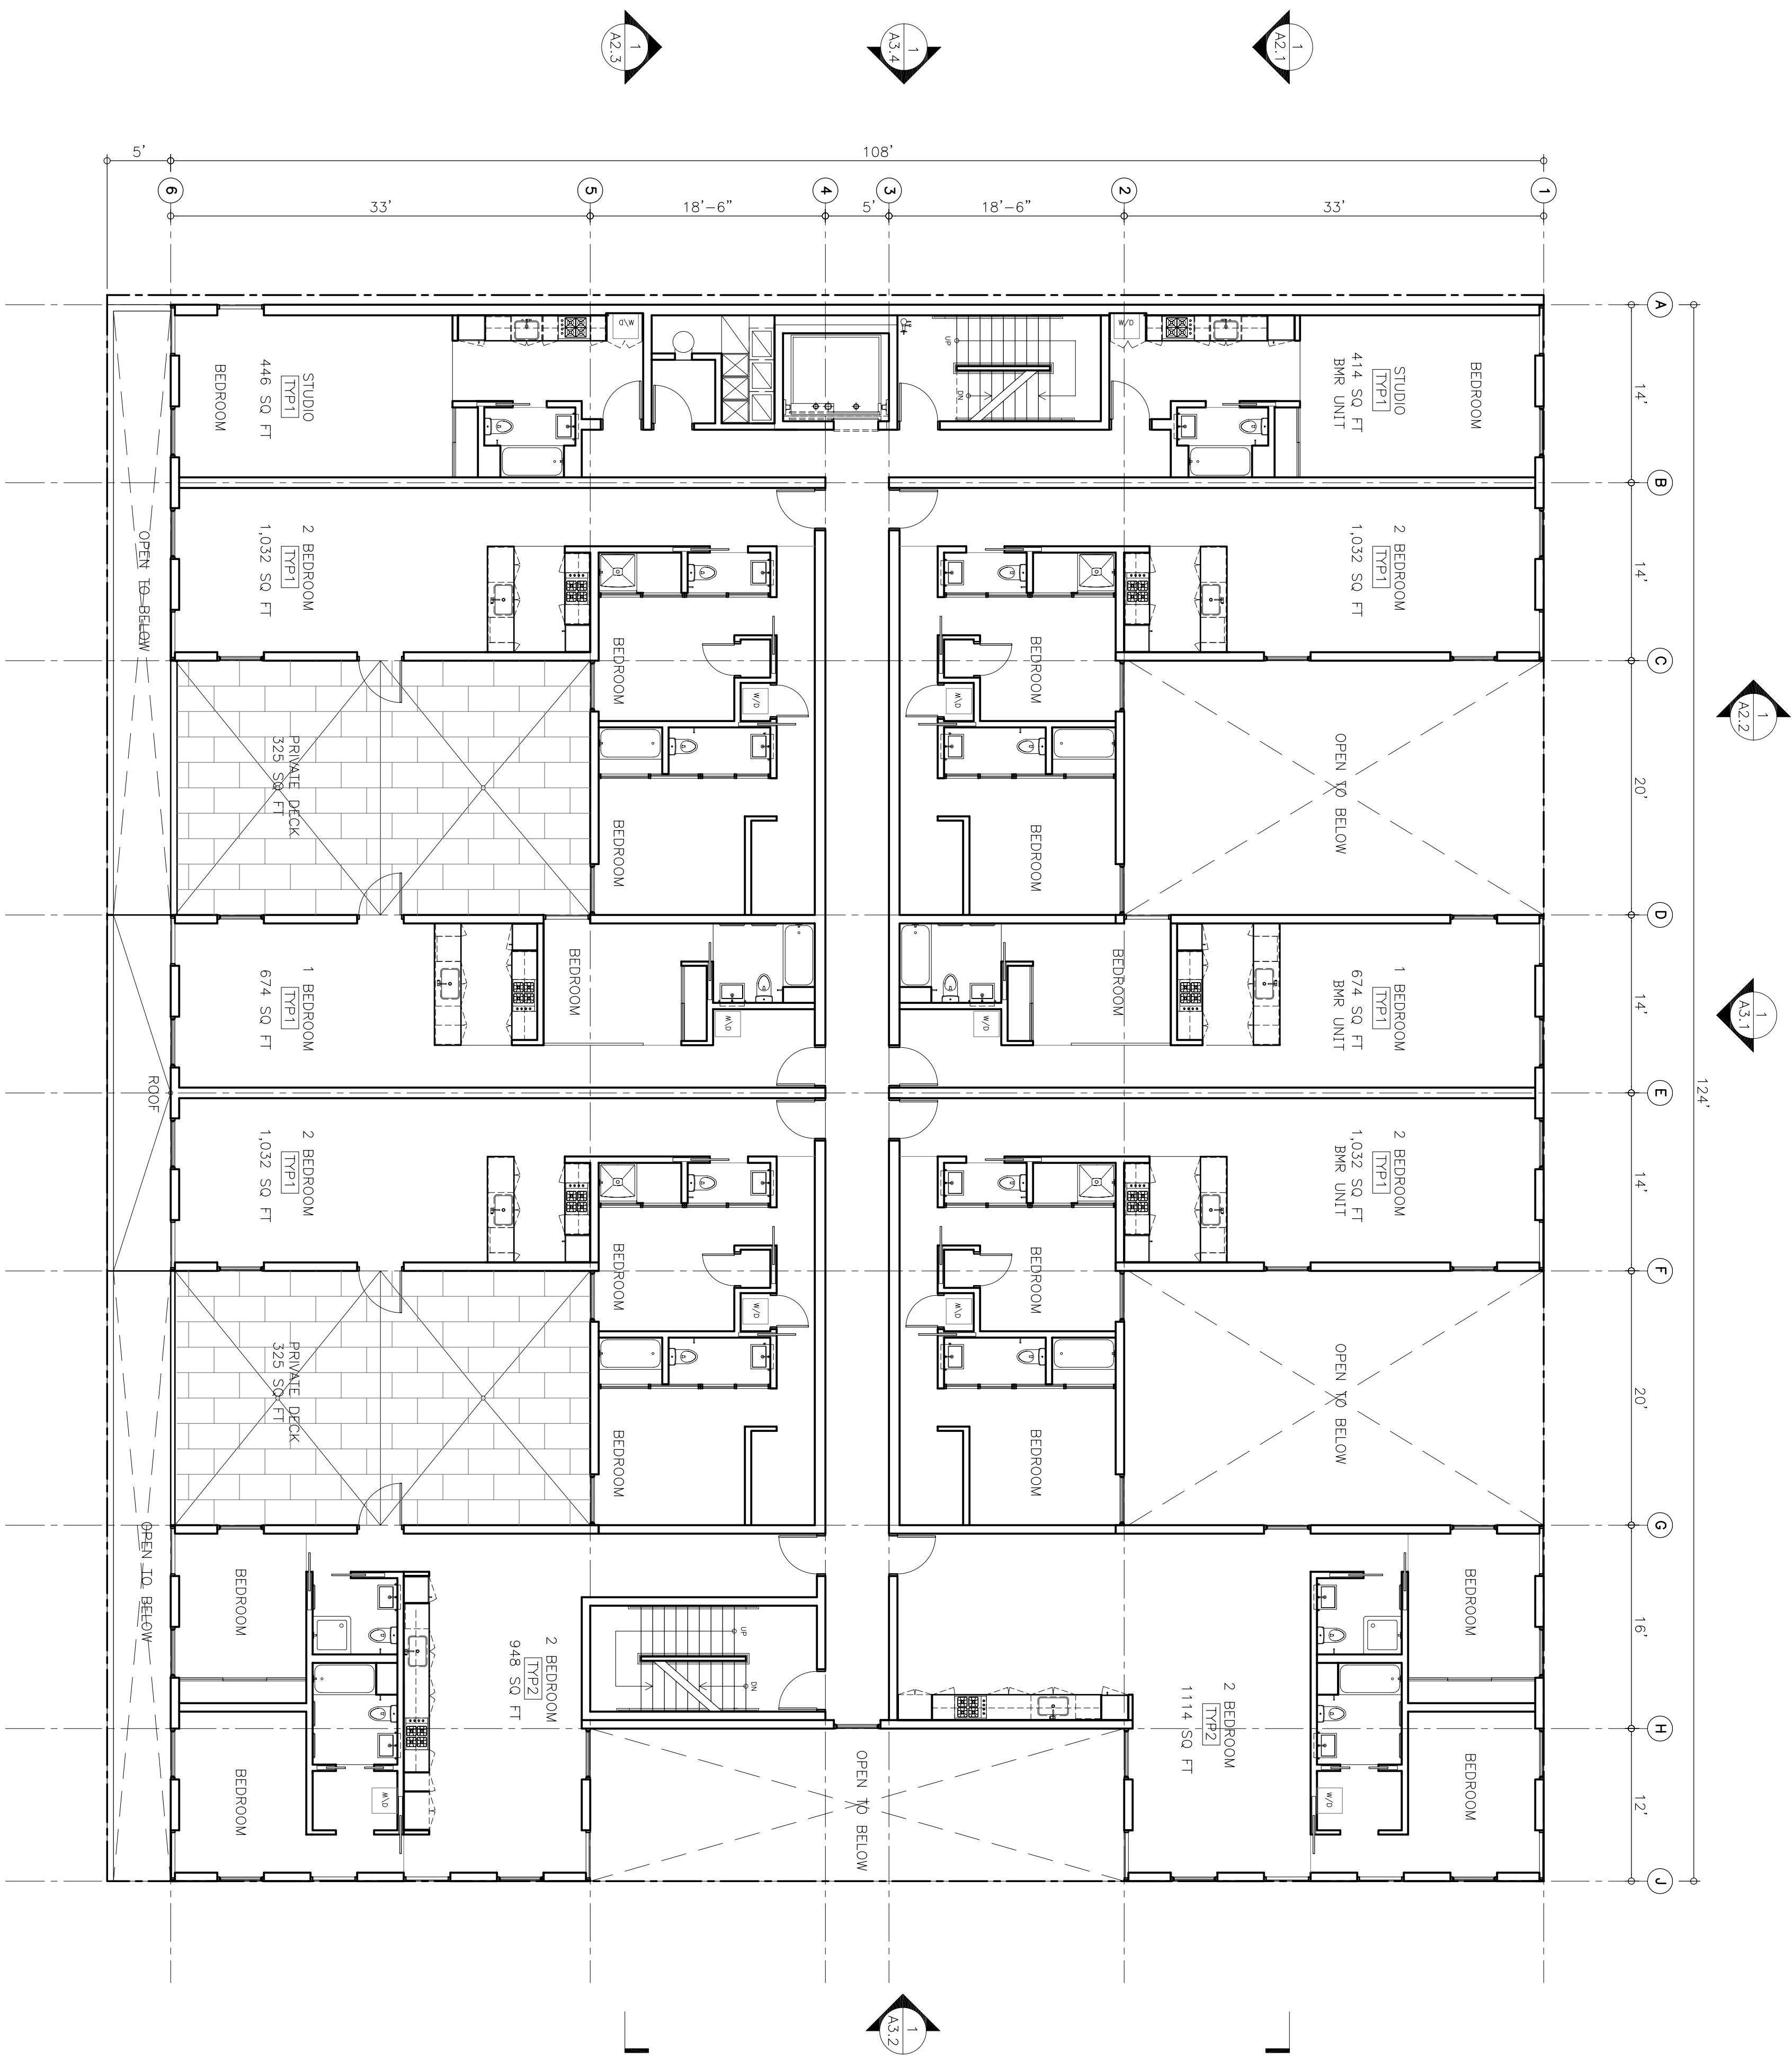 1
A2.3
1
A3.4
1
A2.1
5'
108'
6
33'
5
18'-6"
4
5'
3
18'-6"
2
33'
1
A
14'
B
14'
C
20'
D
14'
E
14'
F
20'
G
16'
H
12'
J
124'
1
A2.2
1
A3.1
1
A3.2
BEDROOM
STUDIO
TYP1
446 SQ FT
W/D
UP
DN
W/D
STUDIO
TYP1
414 SQ FT
BMR UNIT
BEDROOM
OPEN TO BELOW
2 BEDROOM
TYP1
1,032 SQ FT
BEDROOM
W/D
BEDROOM
2 BEDROOM
TYP1
1,032 SQ FT
BEDROOM
W/D
BEDROOM
PRIVATE DECK
325 SQ FT
OPEN TO BELOW
1 BEDROOM
TYP1
674 SQ FT
BEDROOM
W/D
1 BEDROOM
TYP1
674 SQ FT
BMR UNIT
BEDROOM
W/D
ROOF
2 BEDROOM
TYP1
1,032 SQ FT
BEDROOM
W/D
BEDROOM
2 BEDROOM
TYP1
1,032 SQ FT
BMR UNIT
BEDROOM
W/D
BEDROOM
PRIVATE DECK
325 SQ FT
OPEN TO BELOW
OPEN TO BELOW
BEDROOM
BEDROOM
W/D
2 BEDROOM
TYP2
948 SQ FT
UP
DN
OPEN TO BELOW
2 BEDROOM
TYP2
1114 SQ FT
W/D
BEDROOM
BEDROOM